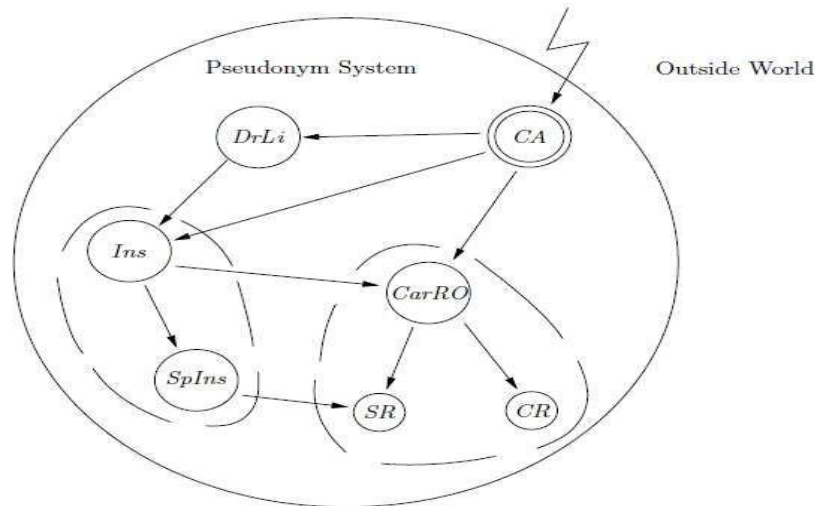 Pseudonym System
Outside World
DrLi
CA
Ins
CarRO
SpIns
SR
CR